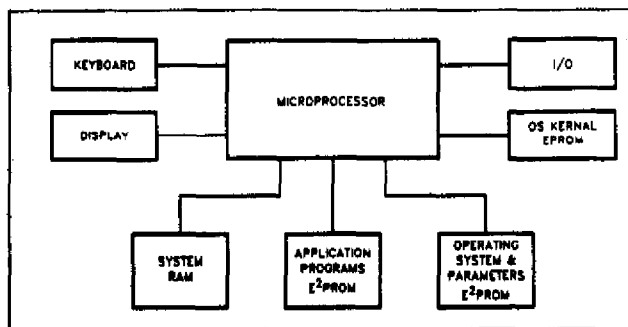 KEYBOARD
MICROPROCESSOR
I/O
DISPLAY
OS KERNAL
EPROM
SYSTEM
RAM
APPLICATION
PROGRAMS
E²PROM
OPERATING
SYSTEM &
PARAMETERS
E²PROM